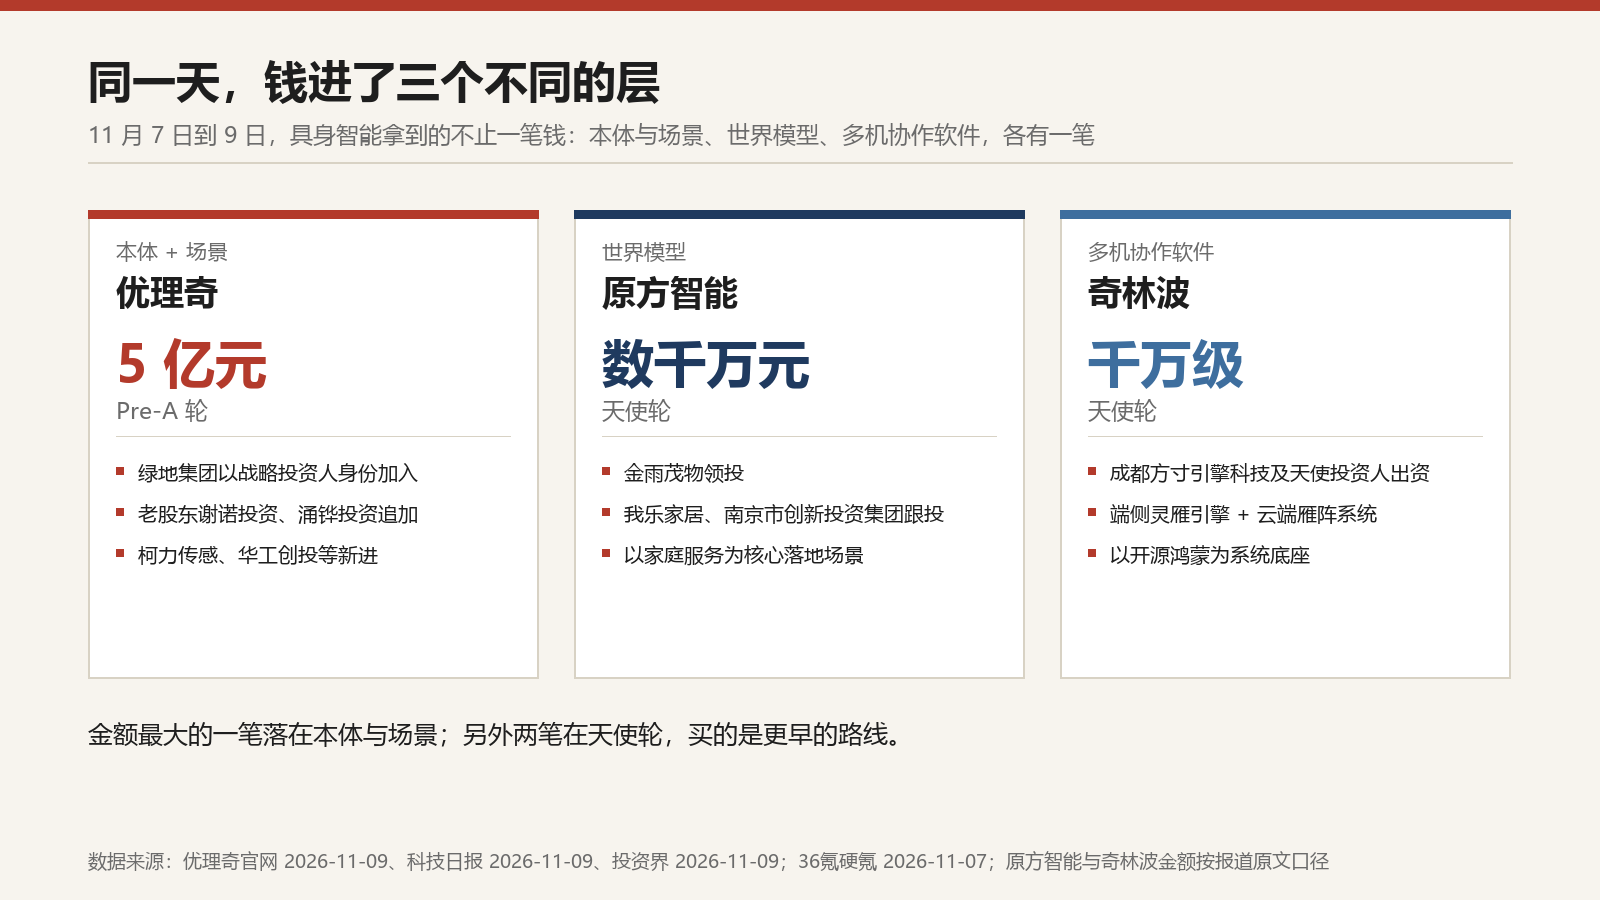 同一天，钱进了三个不同的层
11 月 7 日到 9 日，具身智能拿到的不止一笔钱：本体与场景、世界模型、多机协作软件，各有一笔
本体 + 场景
优理奇
5 亿元
Pre-A 轮
绿地集团以战略投资人身份加入
老股东谢诺投资、涌铧投资追加
柯力传感、华工创投等新进
世界模型
原方智能
数千万元
天使轮
金雨茂物领投
我乐家居、南京市创新投资集团跟投
以家庭服务为核心落地场景
多机协作软件
奇林波
千万级
天使轮
成都方寸引擎科技及天使投资人出资
端侧灵雁引擎 + 云端雁阵系统
以开源鸿蒙为系统底座
金额最大的一笔落在本体与场景；另外两笔在天使轮，买的是更早的路线。
数据来源：优理奇官网 2026-11-09、科技日报 2026-11-09、投资界 2026-11-09；36氪硬氪 2026-11-07；原方智能与奇林波金额按报道原文口径